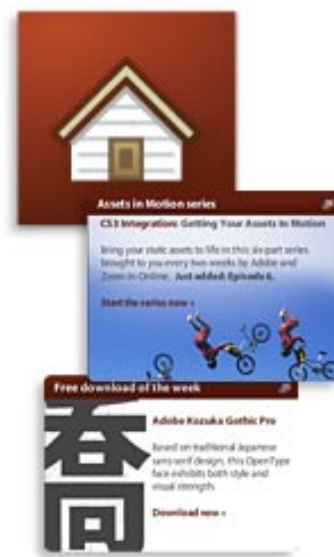 Assets in Motion series
CS3 Integration: Getting Your Assets In Motion
Bring your static assets to life in this six-part series
brought to you every two weeks by Adobe and
Zoom In Online. Just added: Episode 6.
Start the series now »
Free download of the week
Adobe Kozuka Gothic Pro
Based on traditional Japanese
sans serif design, this OpenType
face exhibits both style and
visual strength.
Download now »